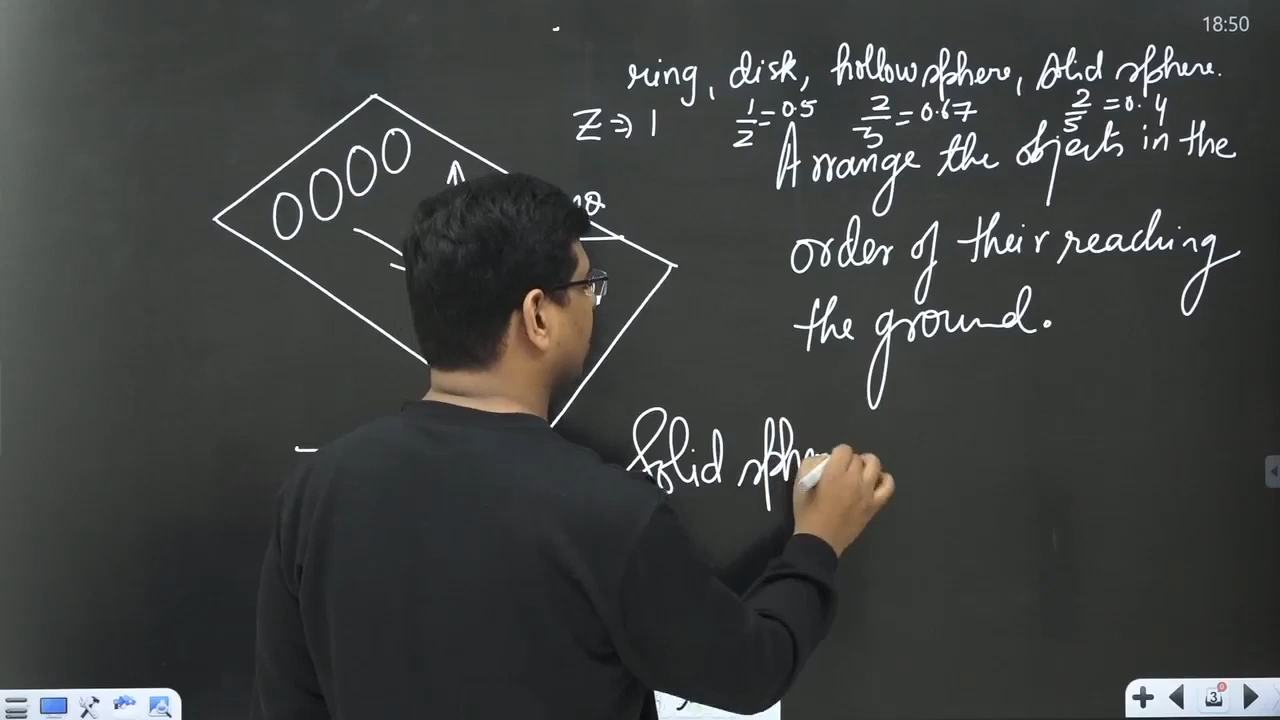 18:50
ring, disk, hollow sphere, solid sphere.
Z ⇒ 1 1/2 = 0.5 2/3 = 0.67 2/5 = 0.4
Arrange the objects in the
order of their reaching
the ground.
Solid sphe
3